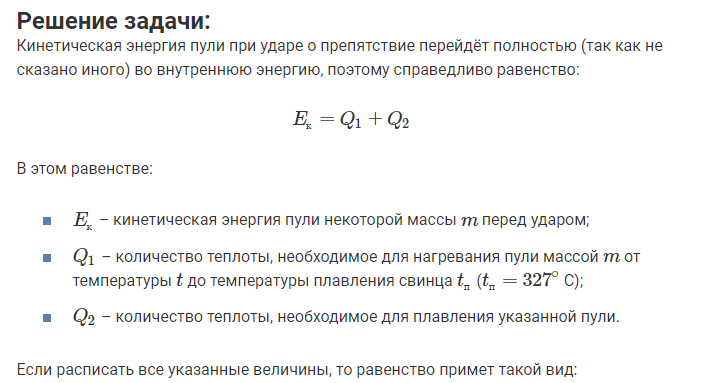 Решение задачи:
Кинетическая энергия пули при ударе о препятствие перейдёт полностью (так как не
сказано иного) во внутреннюю энергию, поэтому справедливо равенство:
Eк = Q1 + Q2
В этом равенстве:
Eк – кинетическая энергия пули некоторой массы m перед ударом;
Q1 – количество теплоты, необходимое для нагревания пули массой m от
температуры t до температуры плавления свинца tп (tп = 327° C);
Q2 – количество теплоты, необходимое для плавления указанной пули.
Если расписать все указанные величины, то равенство примет такой вид: